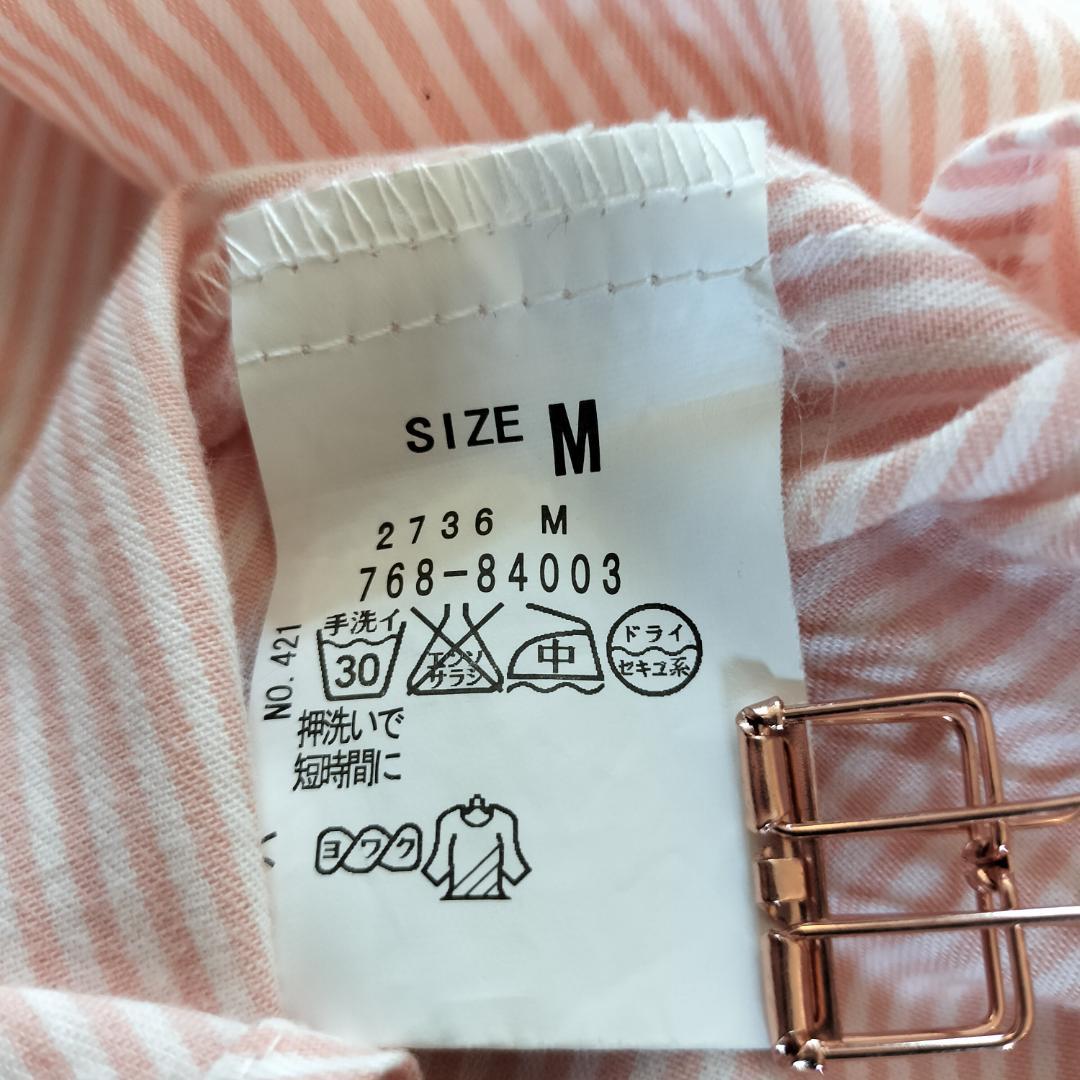 SIZE M
2736 M
768-84003
手洗イ
30
エンソ
サラシ
中
ドライ
セキユ系
NO.421
押洗いで
短時間に
ヨワク